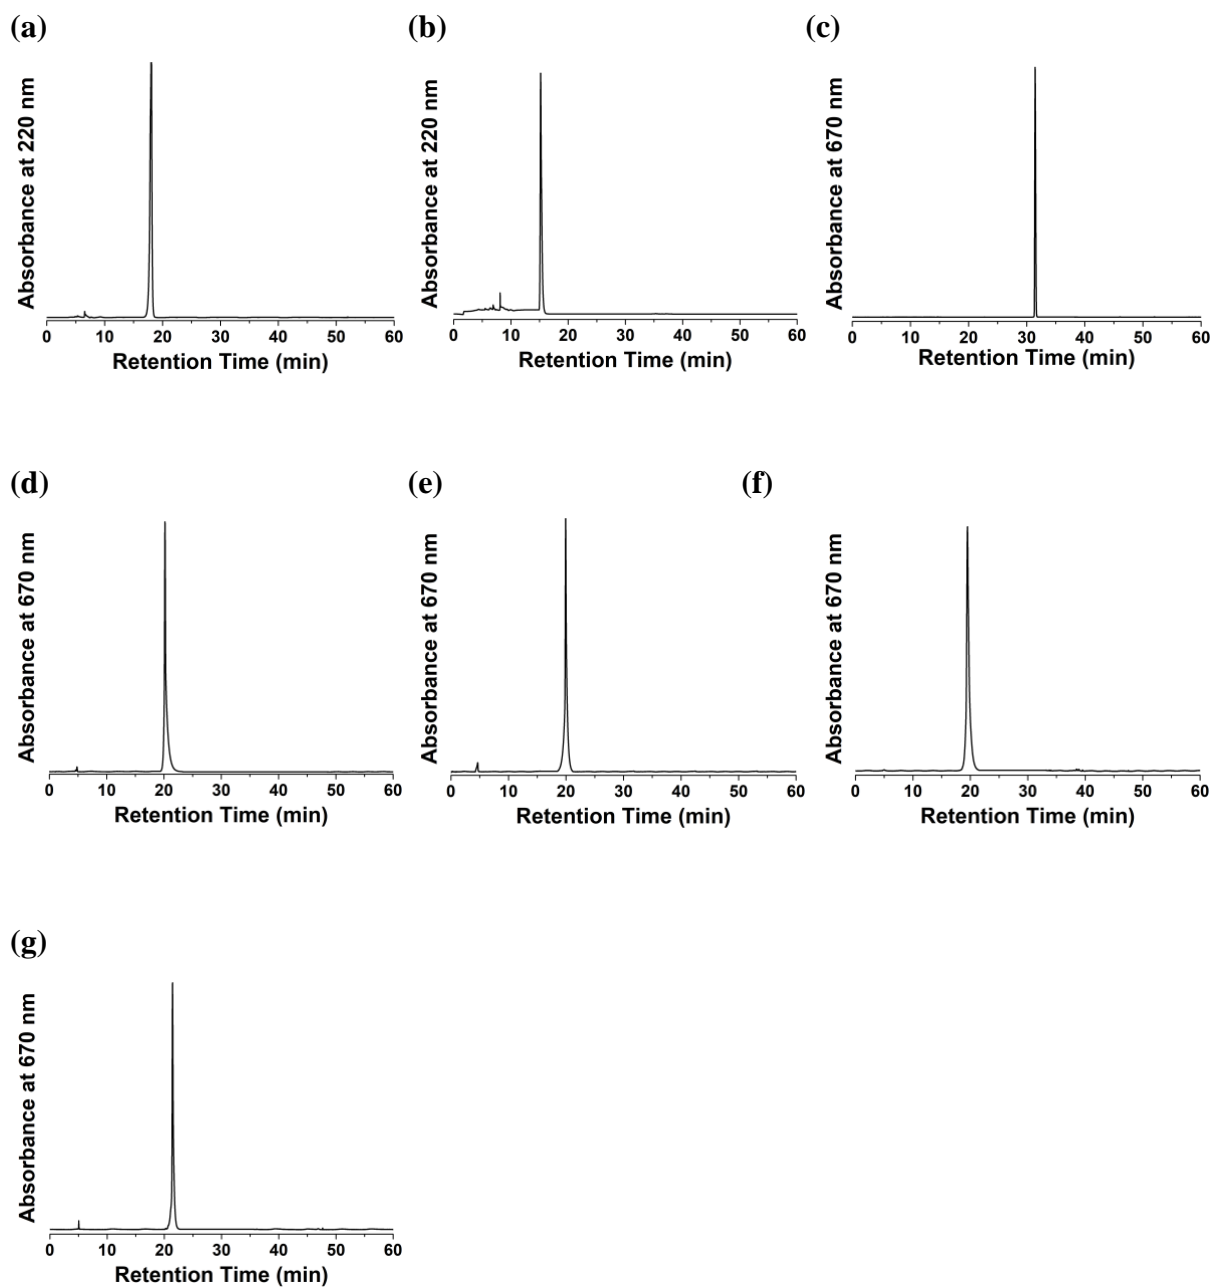 (a)
Absorbance at 220 nm
0 10 20 30 40 50 60
Retention Time (min)
(b)
Absorbance at 220 nm
0 10 20 30 40 50 60
Retention Time (min)
(c)
Absorbance at 670 nm
0 10 20 30 40 50 60
Retention Time (min)
(d)
Absorbance at 670 nm
0 10 20 30 40 50 60
Retention Time (min)
(e)
Absorbance at 670 nm
0 10 20 30 40 50 60
Retention Time (min)
(f)
Absorbance at 670 nm
0 10 20 30 40 50 60
Retention Time (min)
(g)
Absorbance at 670 nm
0 10 20 30 40 50 60
Retention Time (min)